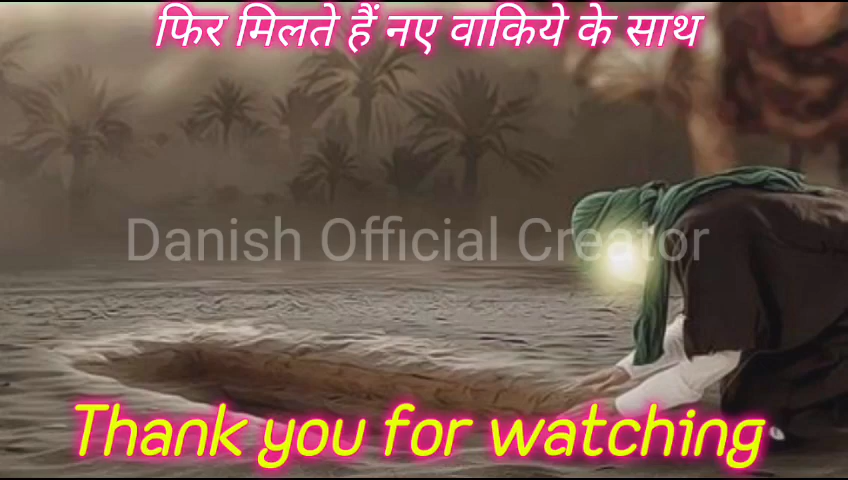 फिर मिलते हैं नए वाकिये के साथ
Danish Official Creator
Thank you for watching